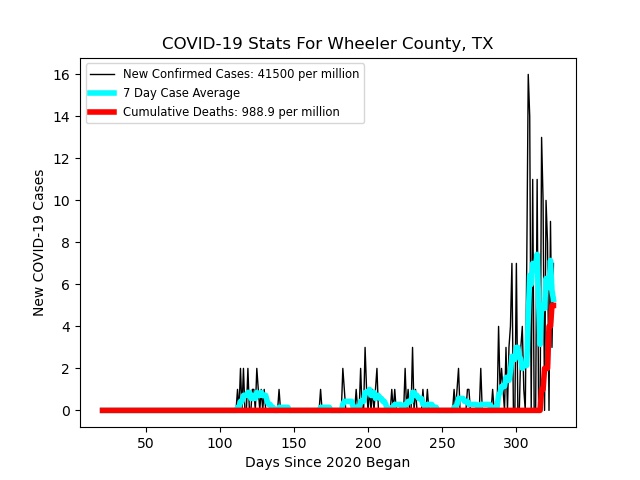 COVID-19 Stats For Wheeler County, TX
New Confirmed Cases: 41500 per million
7 Day Case Average
Cumulative Deaths: 988.9 per million
16
14
12
10
8
6
4
2
0
New COVID-19 Cases
50 100 150 200 250 300
Days Since 2020 Began